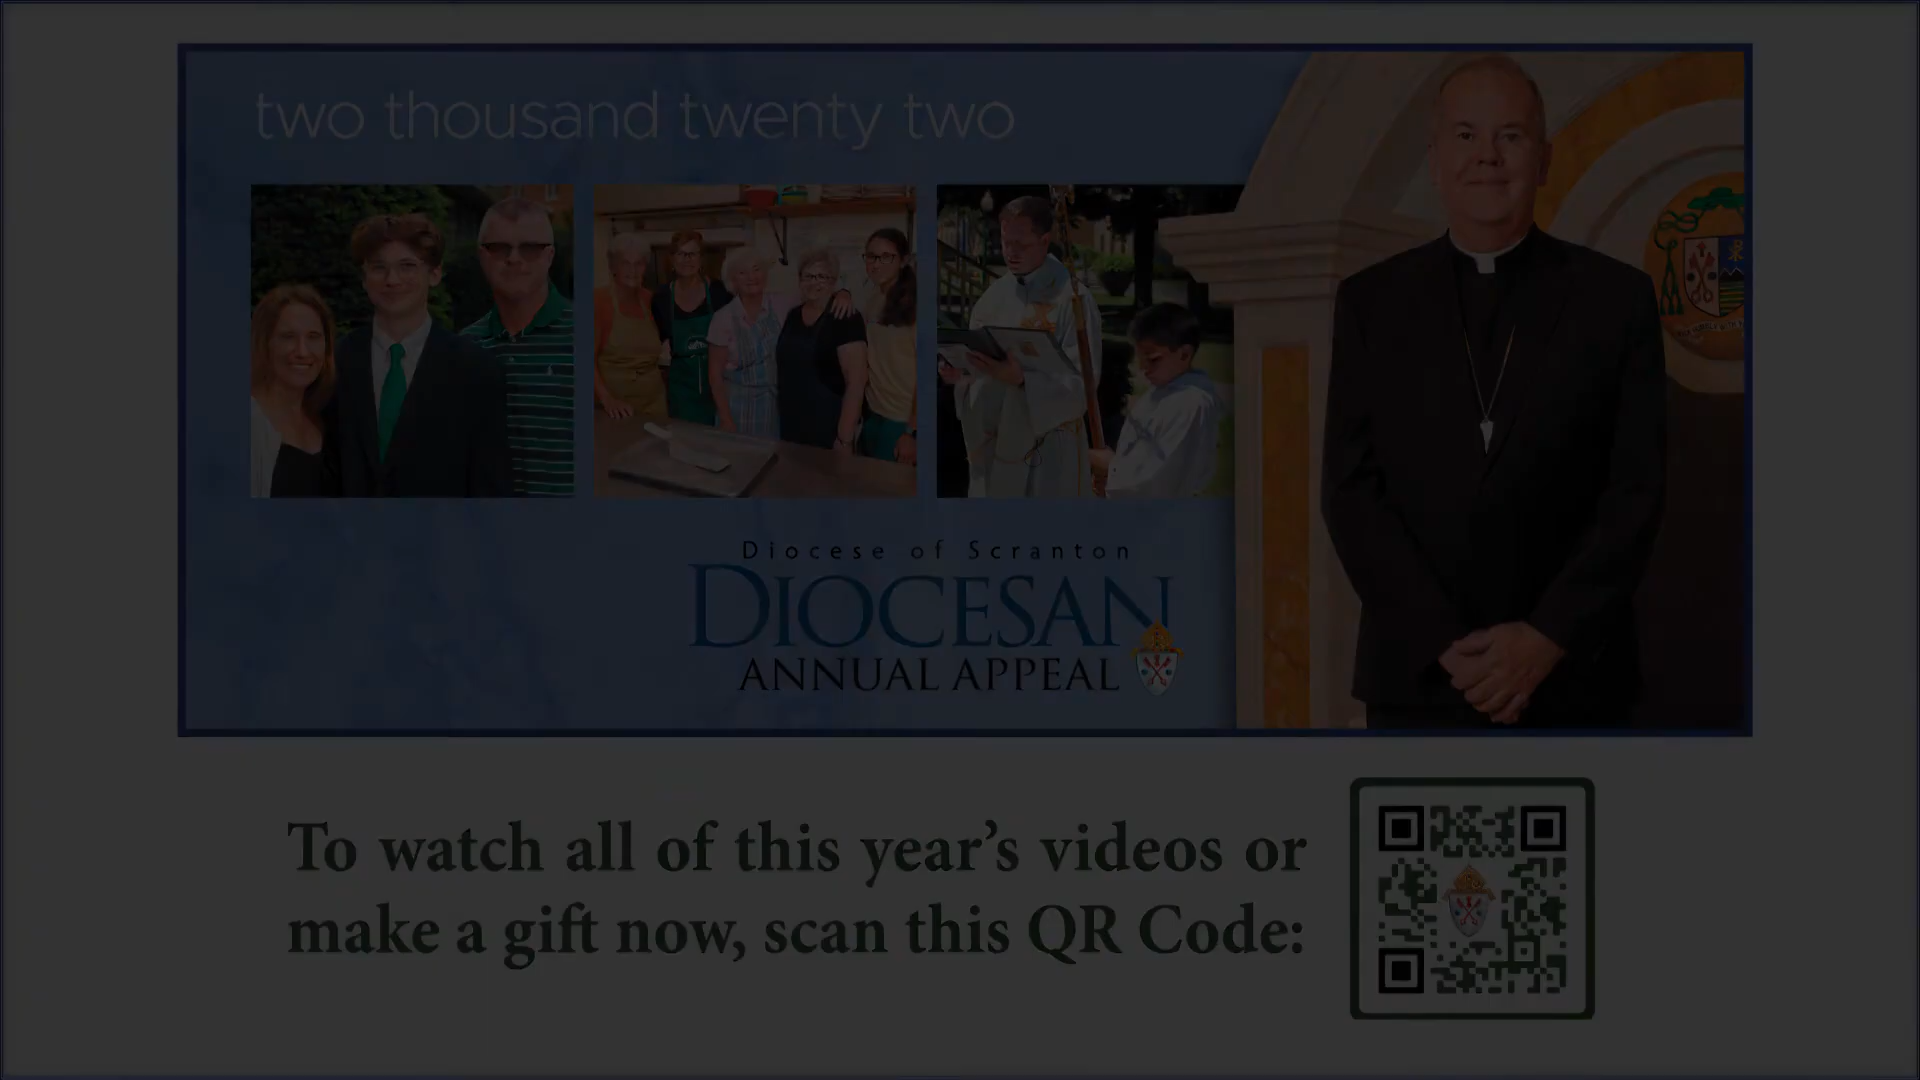 two thousand twenty two
Diocese of Scranton
DIOCESAN
ANNUAL APPEAL
To watch all of this year’s videos or
make a gift now, scan this QR Code: